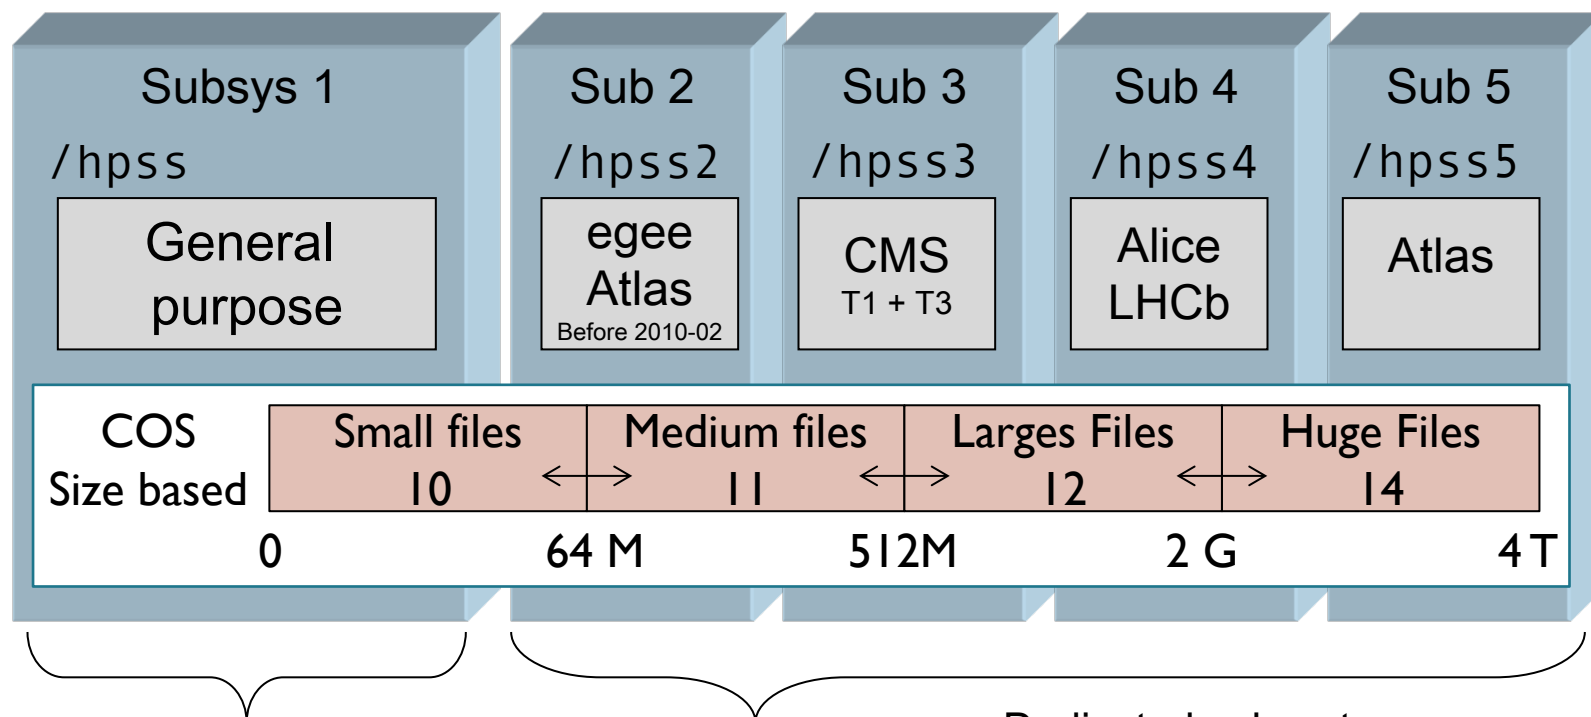 Subsys 1
/hpss
General
purpose
Sub 2
/hpss2
egee
Atlas
Before 2010-02
Sub 3
/hpss3
CMS
T1 + T3
Sub 4
/hpss4
Alice
LHCb
Sub 5
/hpss5
Atlas
COS
Size based
Small files
10
Medium files
11
Larges Files
12
Huge Files
14
0
64 M
512M
2 G
4 T